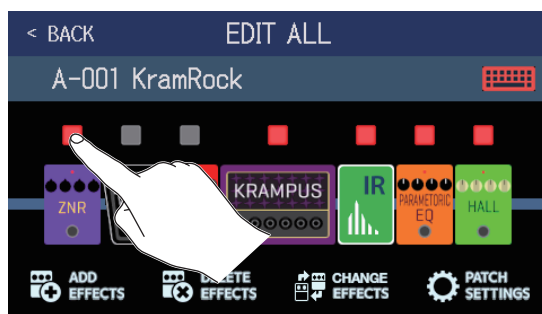 < BACK
EDIT ALL
A-001 KramRock
ZNR
KRAMPUS
IR
PARAMETORIC
EQ
HALL
ADD
EFFECTS
EFFECTS
CHANGE
EFFECTS
PATCH
SETTINGS